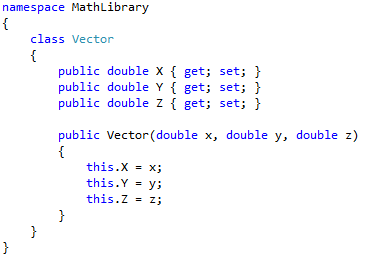 namespace MathLibrary
{
    class Vector
    {
        public double X { get; set; }
        public double Y { get; set; }
        public double Z { get; set; }

        public Vector(double x, double y, double z)
        {
            this.X = x;
            this.Y = y;
            this.Z = z;
        }
    }
}